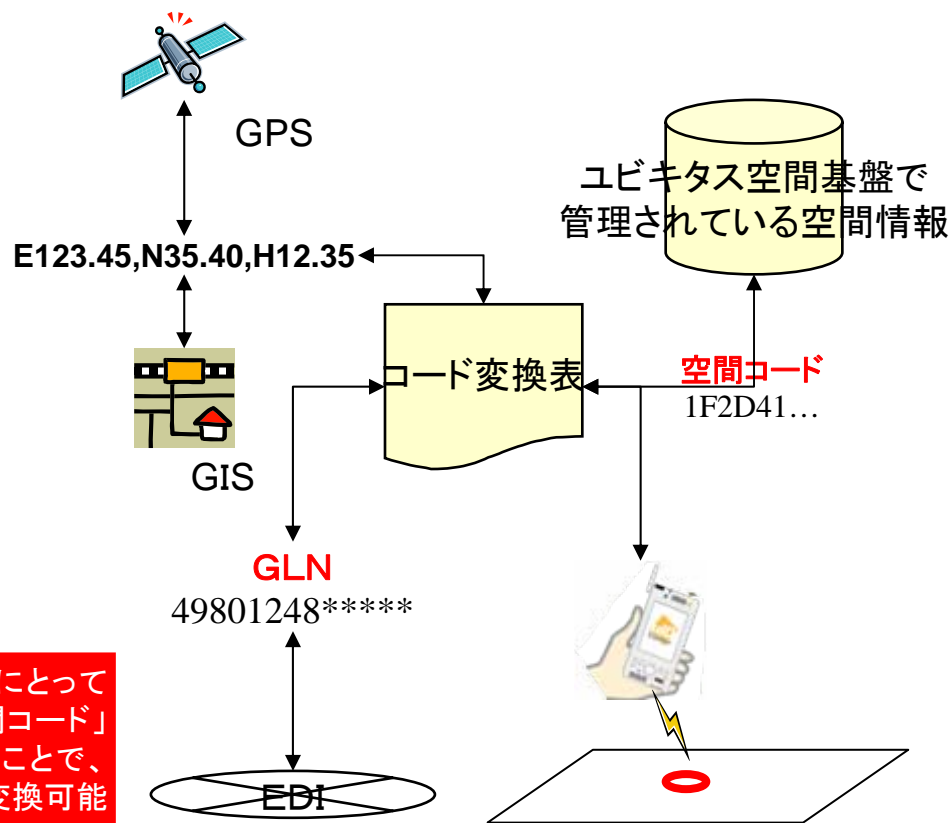 GPS
ユビキタス空間基盤で
管理されている空間情報
E123.45,N35.40,H12.35
コード変換表
空間コード
1F2D41…
GIS
GLN
49801248*****
にとって
コード」
ことで、
変換可能
EDI